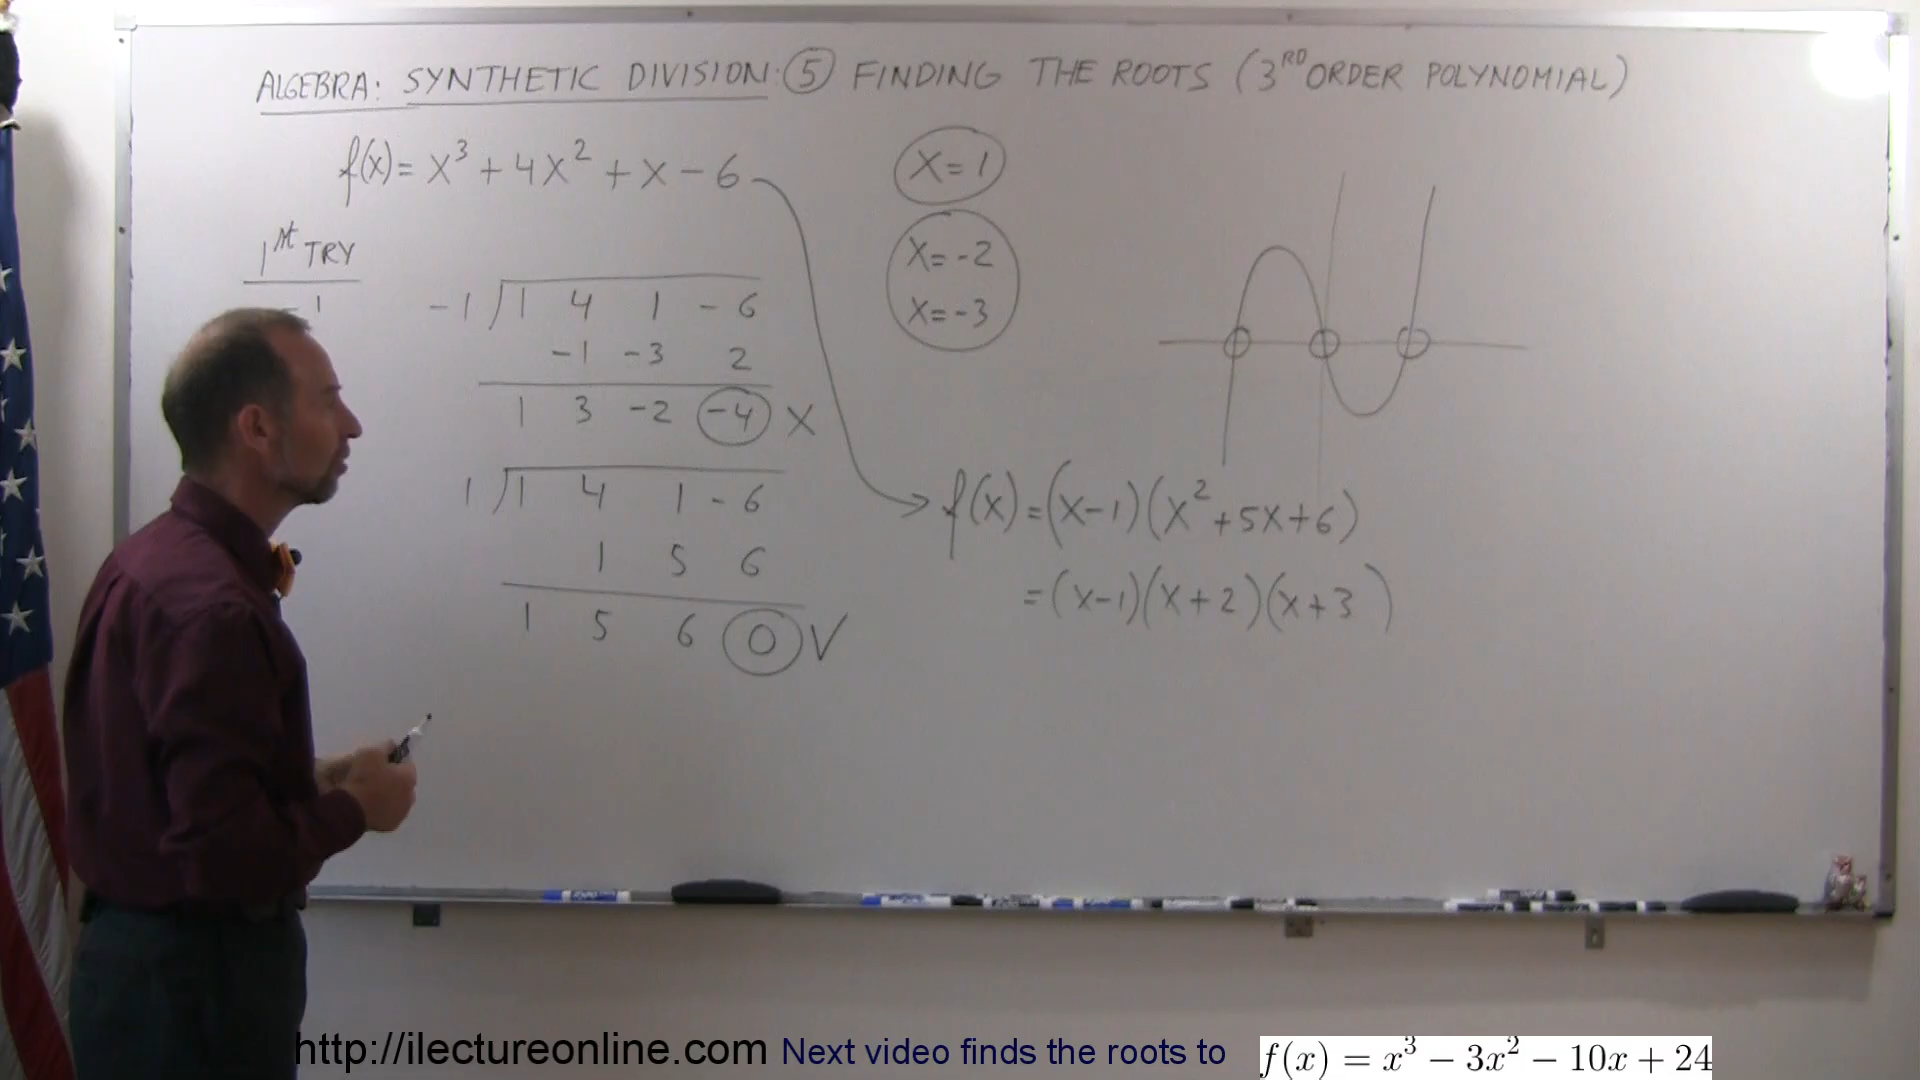 ALGEBRA: SYNTHETIC DIVISION: ⑤ FINDING THE ROOTS (3RD ORDER POLYNOMIAL)
f(x) = x³ + 4x² + x - 6
1st TRY
-1
-1 ) 1 4 1 -6
-1 -3 2
1 3 -2 -4 X
1 ) 1 4 1 -6
1 5 6
1 5 6 0 V
X = 1
X = -2
X = -3
f(x) = (x-1)(x² + 5x + 6)
= (x-1)(x+2)(x+3)
http://ilectureonline.com Next video finds the roots to f(x) = x³ − 3x² − 10x + 24